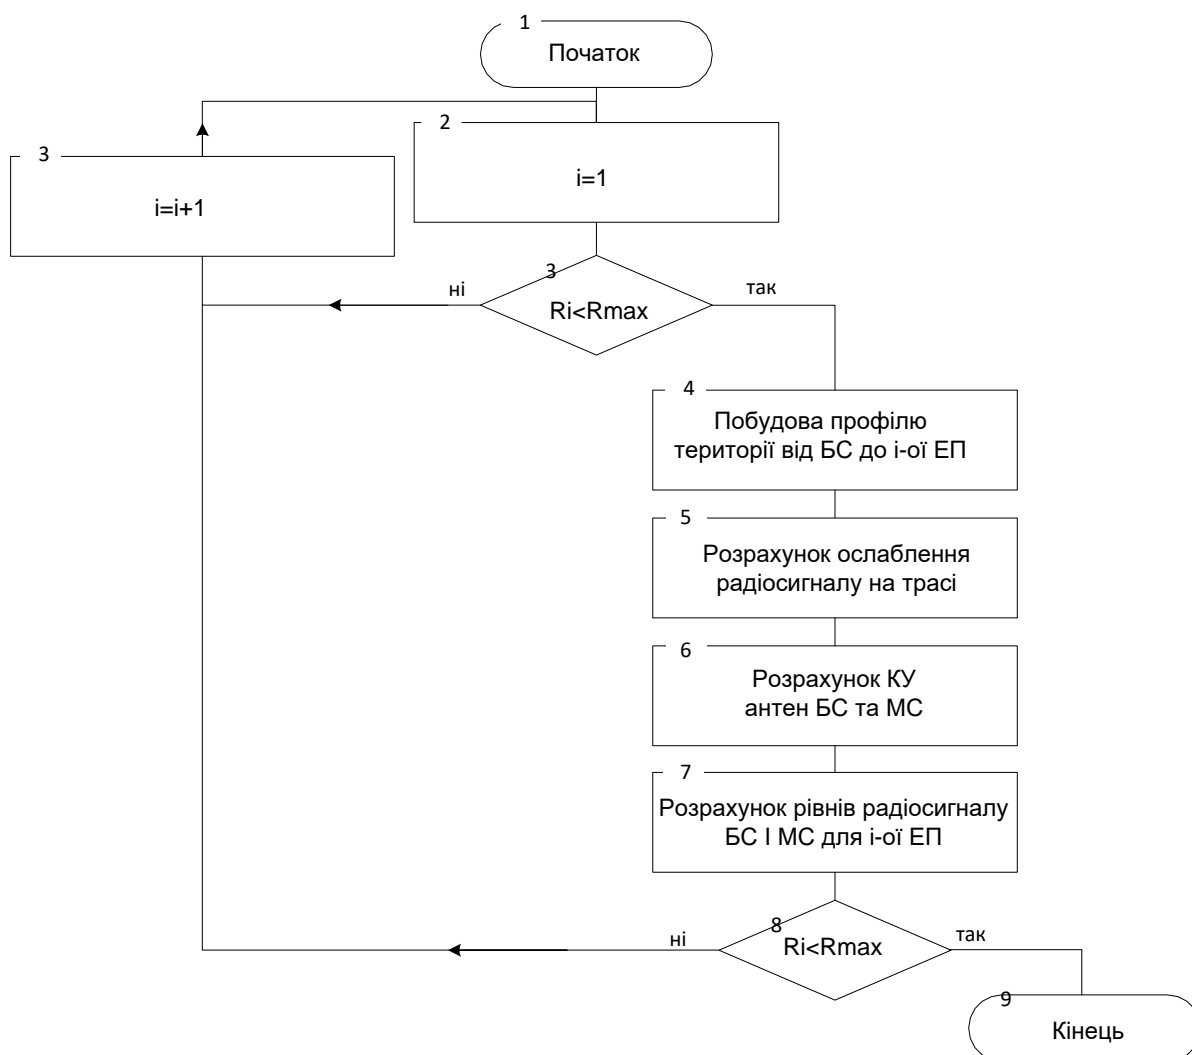 1
Початок
2
i=1
3
i=i+1
3
Ri<Rmax
ні
так
4
Побудова профілю
території від БС до і-ої ЕП
5
Розрахунок ослаблення
радіосигналу на трасі
6
Розрахунок КУ
антен БС та МС
7
Розрахунок рівнів радіосигналу
БС І МС для і-ої ЕП
8
Ri<Rmax
ні
так
9
Кінець